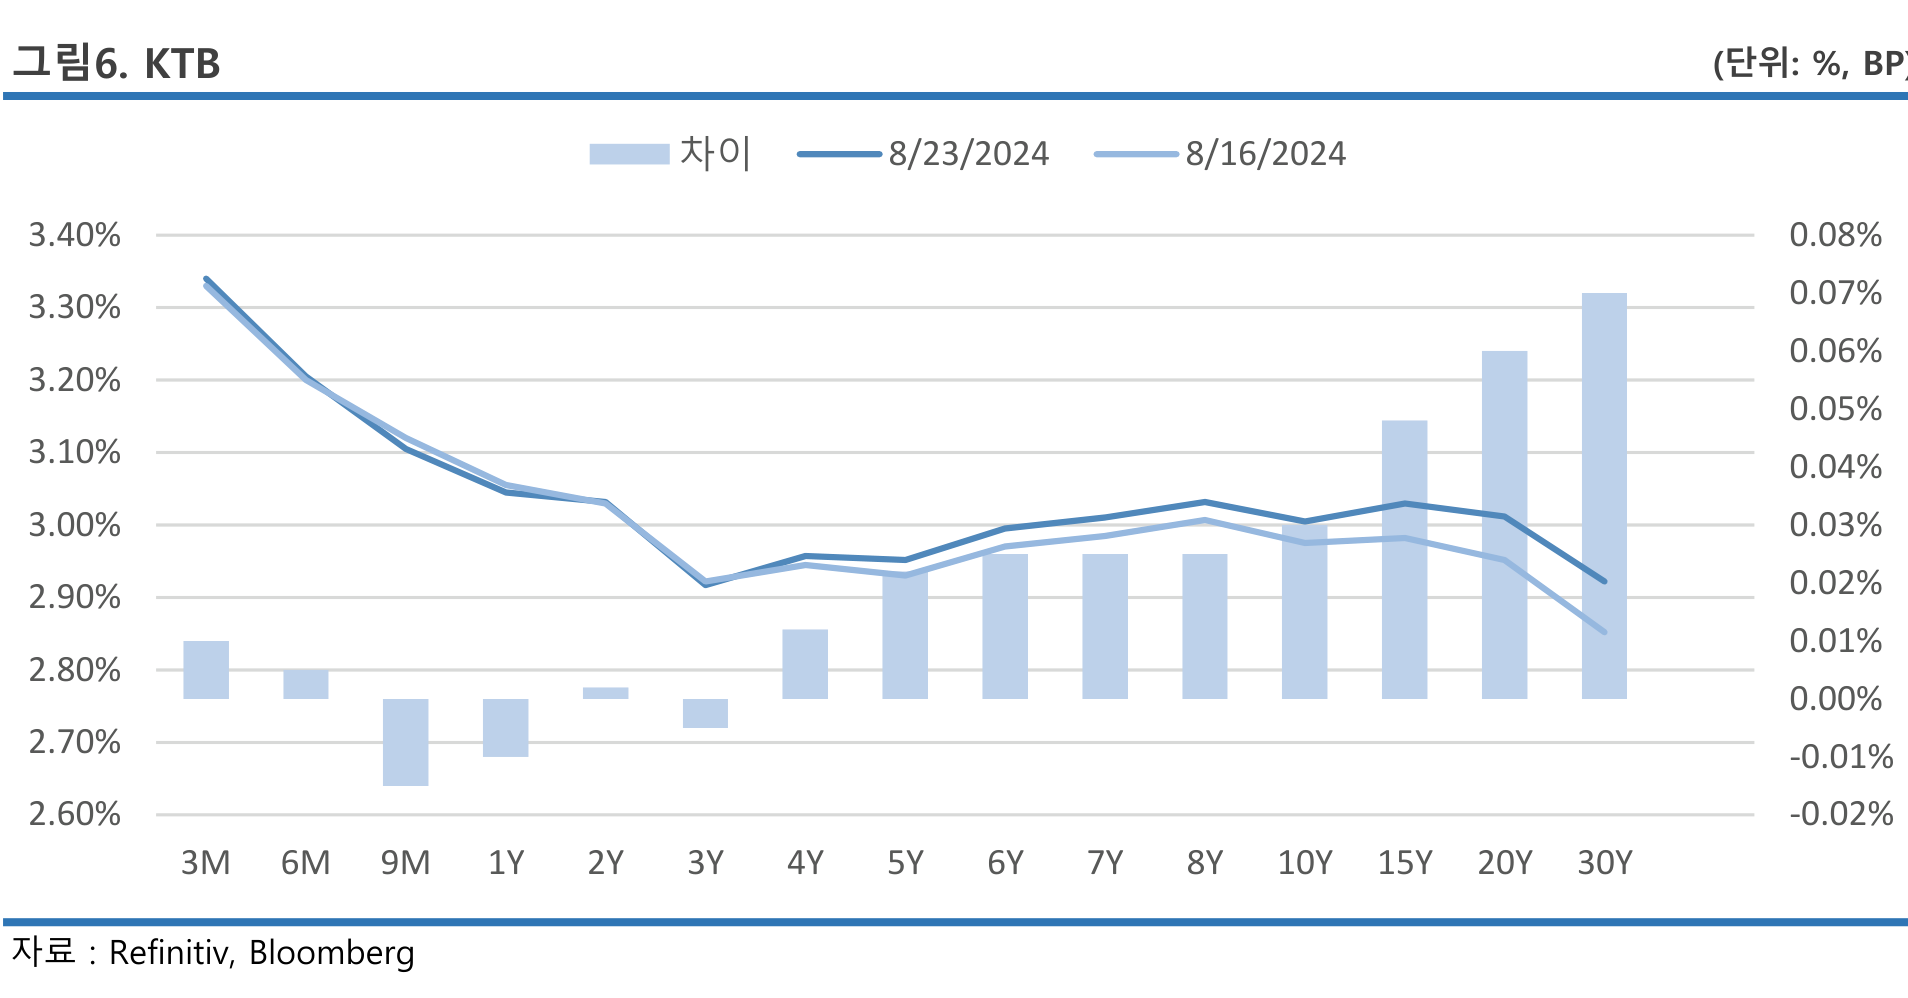 그림6. KTB (단위: %, BP)
차이 8/23/2024 8/16/2024
3.40% 0.08%
3.30% 0.07%
3.20% 0.06%
3.10% 0.05%
3.00% 0.04%
2.90% 0.03%
2.80% 0.02%
2.70% 0.01%
2.60% 0.00%
-0.01%
-0.02%
3M 6M 9M 1Y 2Y 3Y 4Y 5Y 6Y 7Y 8Y 10Y 15Y 20Y 30Y
자료 : Refinitiv, Bloomberg